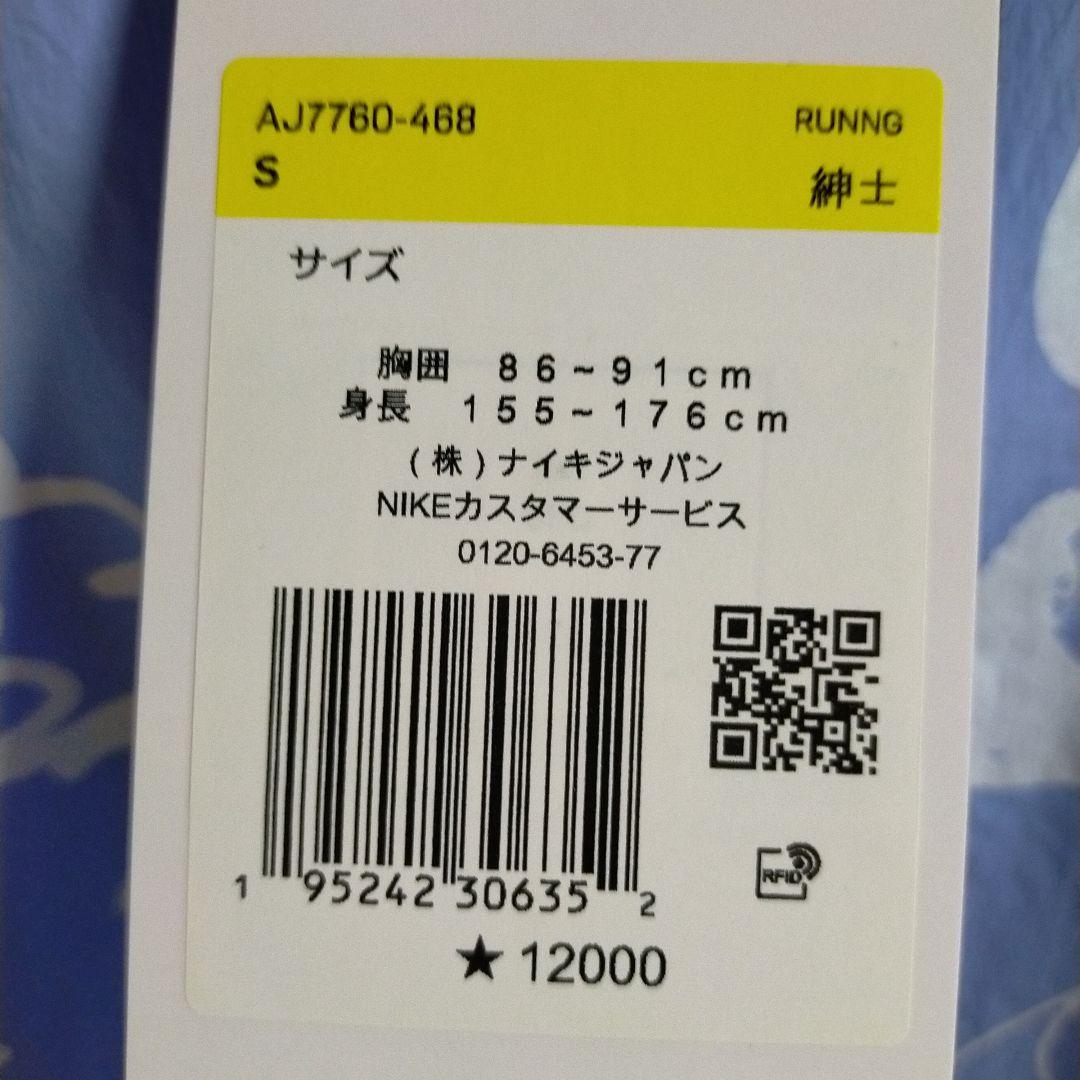 AJ7760-468 RUNNG
S 紳士
サイズ
胸囲 86~91cm
身長 155~176cm
(株)ナイキジャパン
NIKEカスタマーサービス
0120-6453-77
RFID
1 95242 30635 2
★12000